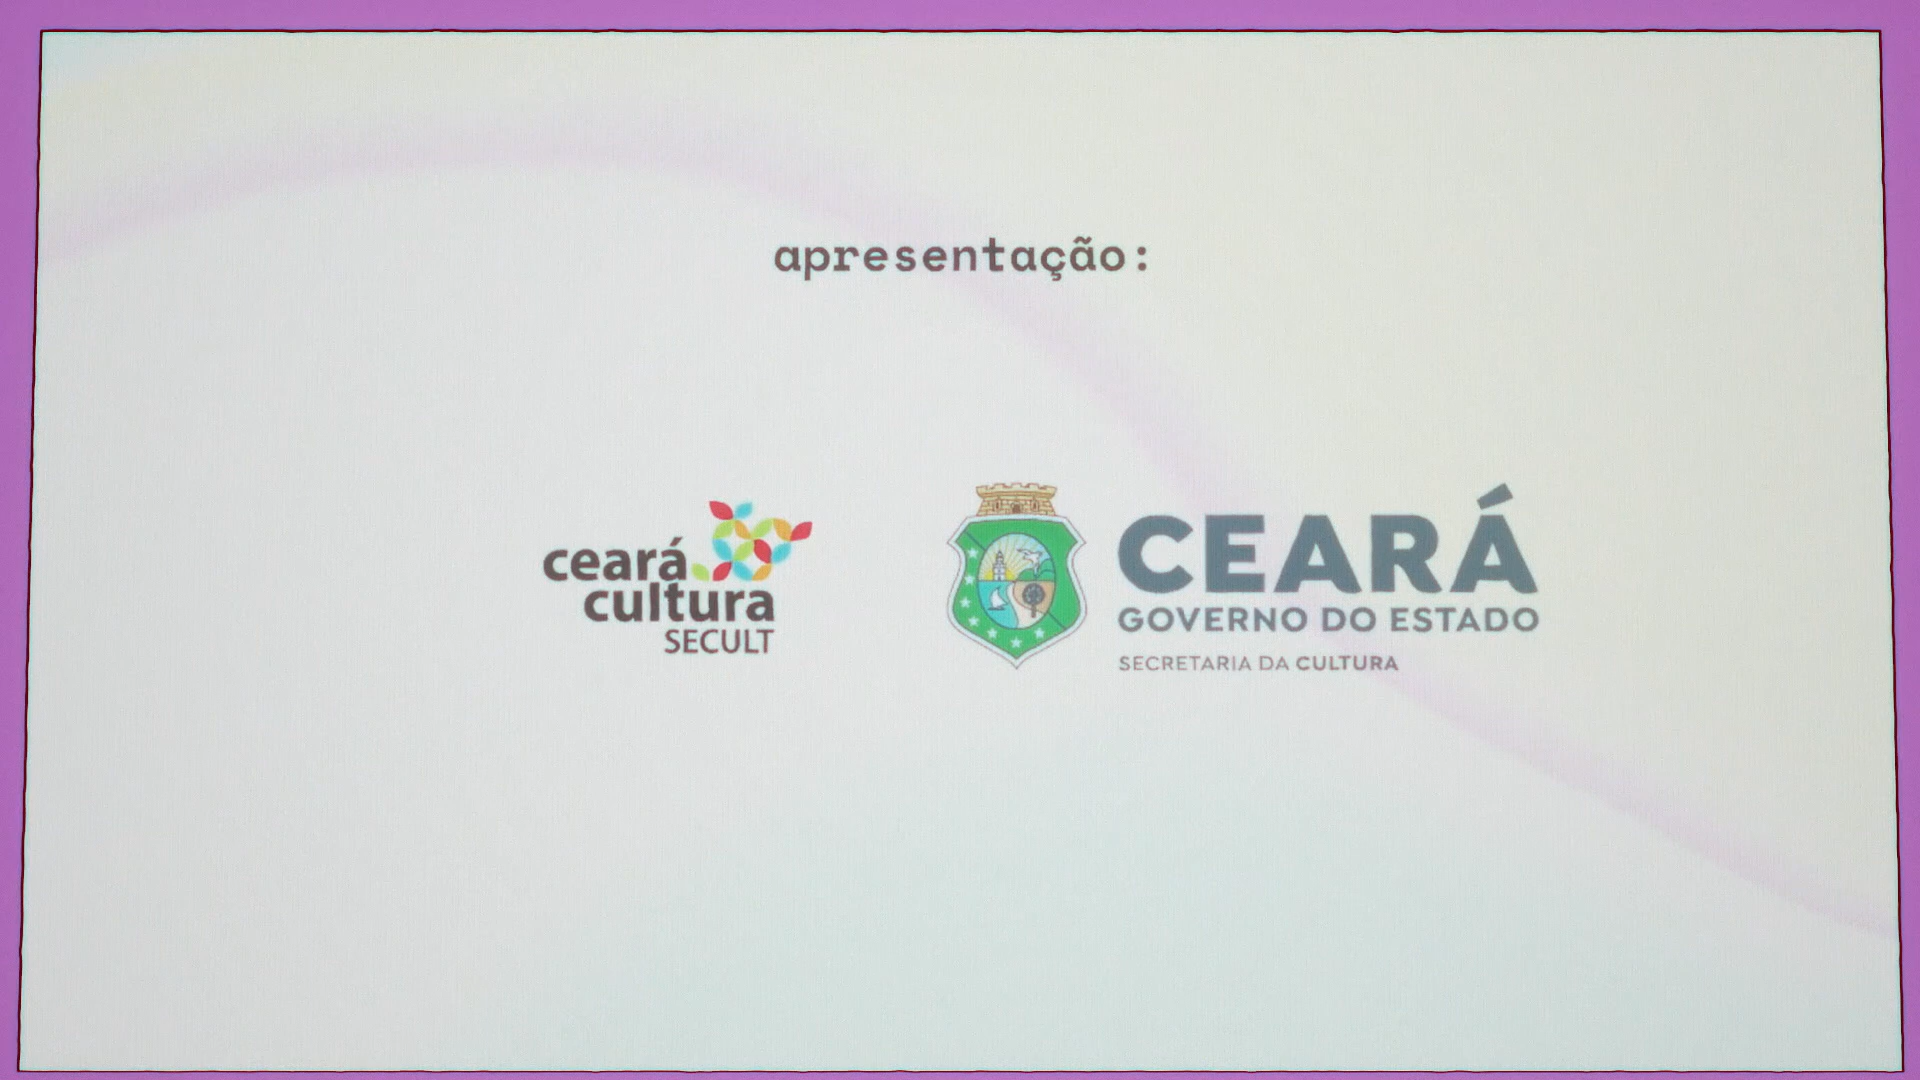 apresentação:
ceará
cultura
SECULT
CEARÁ
GOVERNO DO ESTADO
SECRETARIA DA CULTURA